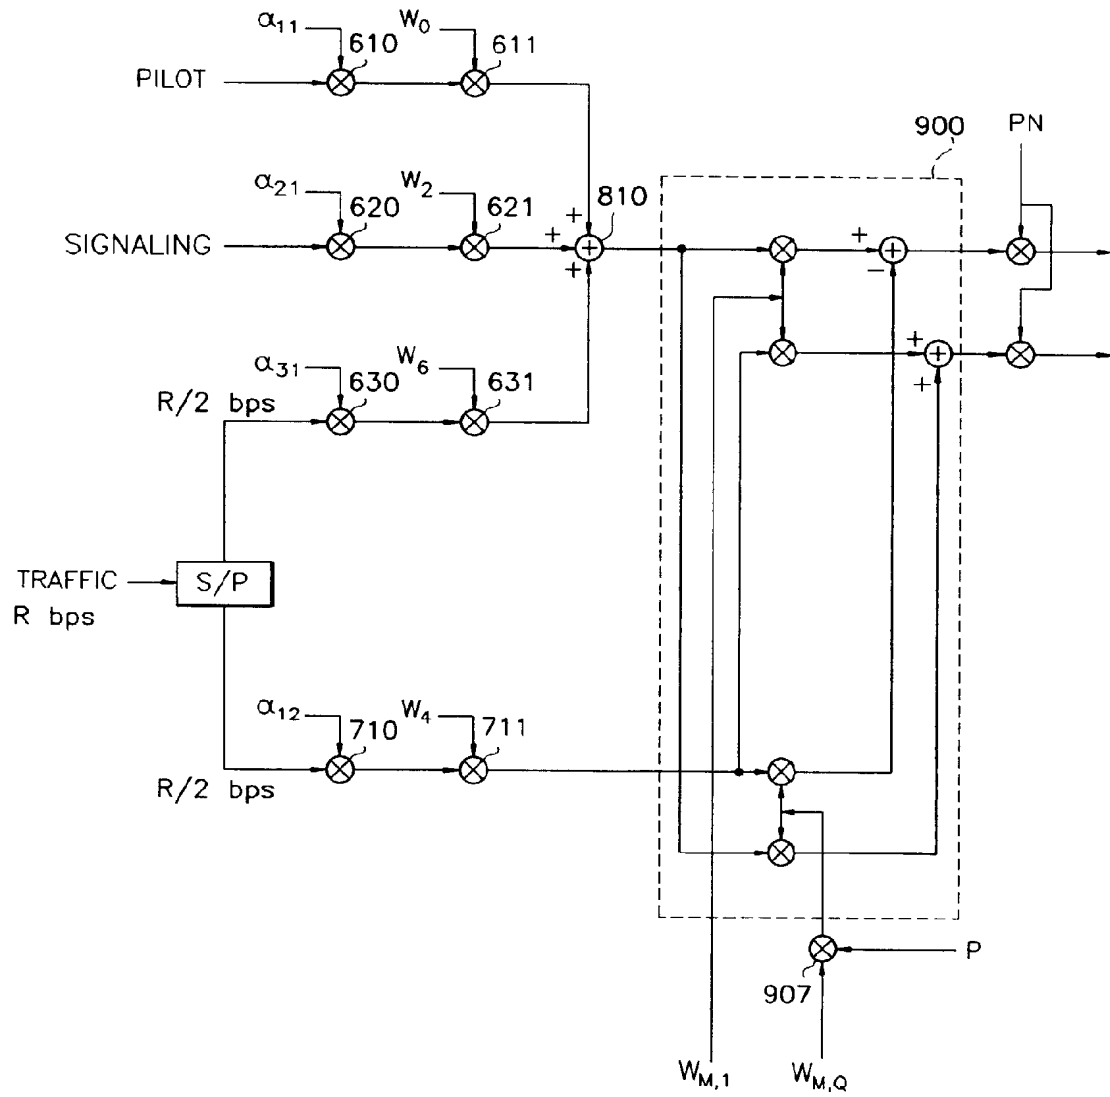 α11 W0
610 611
PILOT
900 PN
α21 W2
620 621 810
SIGNALING
+ + +
+ −
α31 W6
630 631
R/2 bps
+ +
TRAFFIC S/P
R bps
α12 W4
710 711
R/2 bps
P
907
WM,1 WM,Q